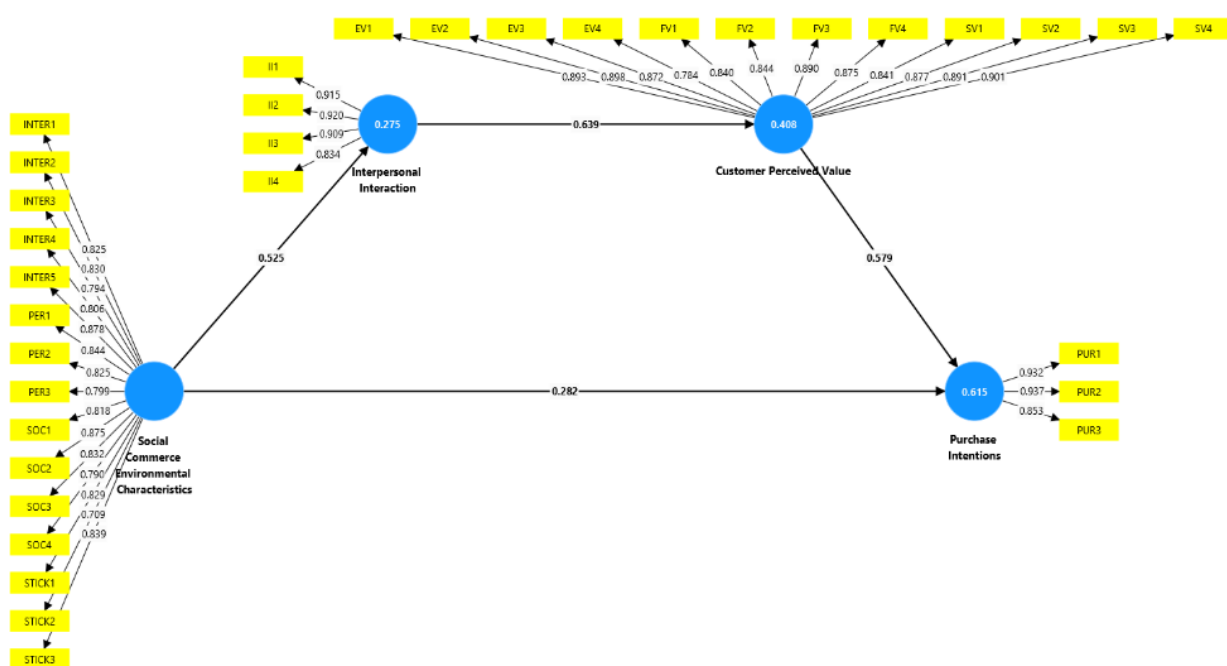 EV1 EV2 EV3 EV4 FV1 FV2 FV3 FV4 SV1 SV2 SV3 SV4
0.893 0.898 0.872 0.784 0.840 0.844 0.890 0.875 0.841 0.877 0.891 0.901
II1
II2
II3
II4
0.915
0.920
0.909
0.834
0.275
Interpersonal
Interaction
0.639
0.408
Customer Perceived Value
INTER1
INTER2
INTER3
INTER4
INTER5
PER1
PER2
PER3
SOC1
SOC2
SOC3
SOC4
STICK1
STICK2
STICK3
0.825
0.830
0.794
0.806
0.878
0.844
0.825
0.799
0.818
0.875
0.832
0.790
0.829
0.709
0.839
0.525
0.579
Social
Commerce
Environmental
Characteristics
0.282
0.615
Purchase
Intentions
0.932
0.937
0.853
PUR1
PUR2
PUR3